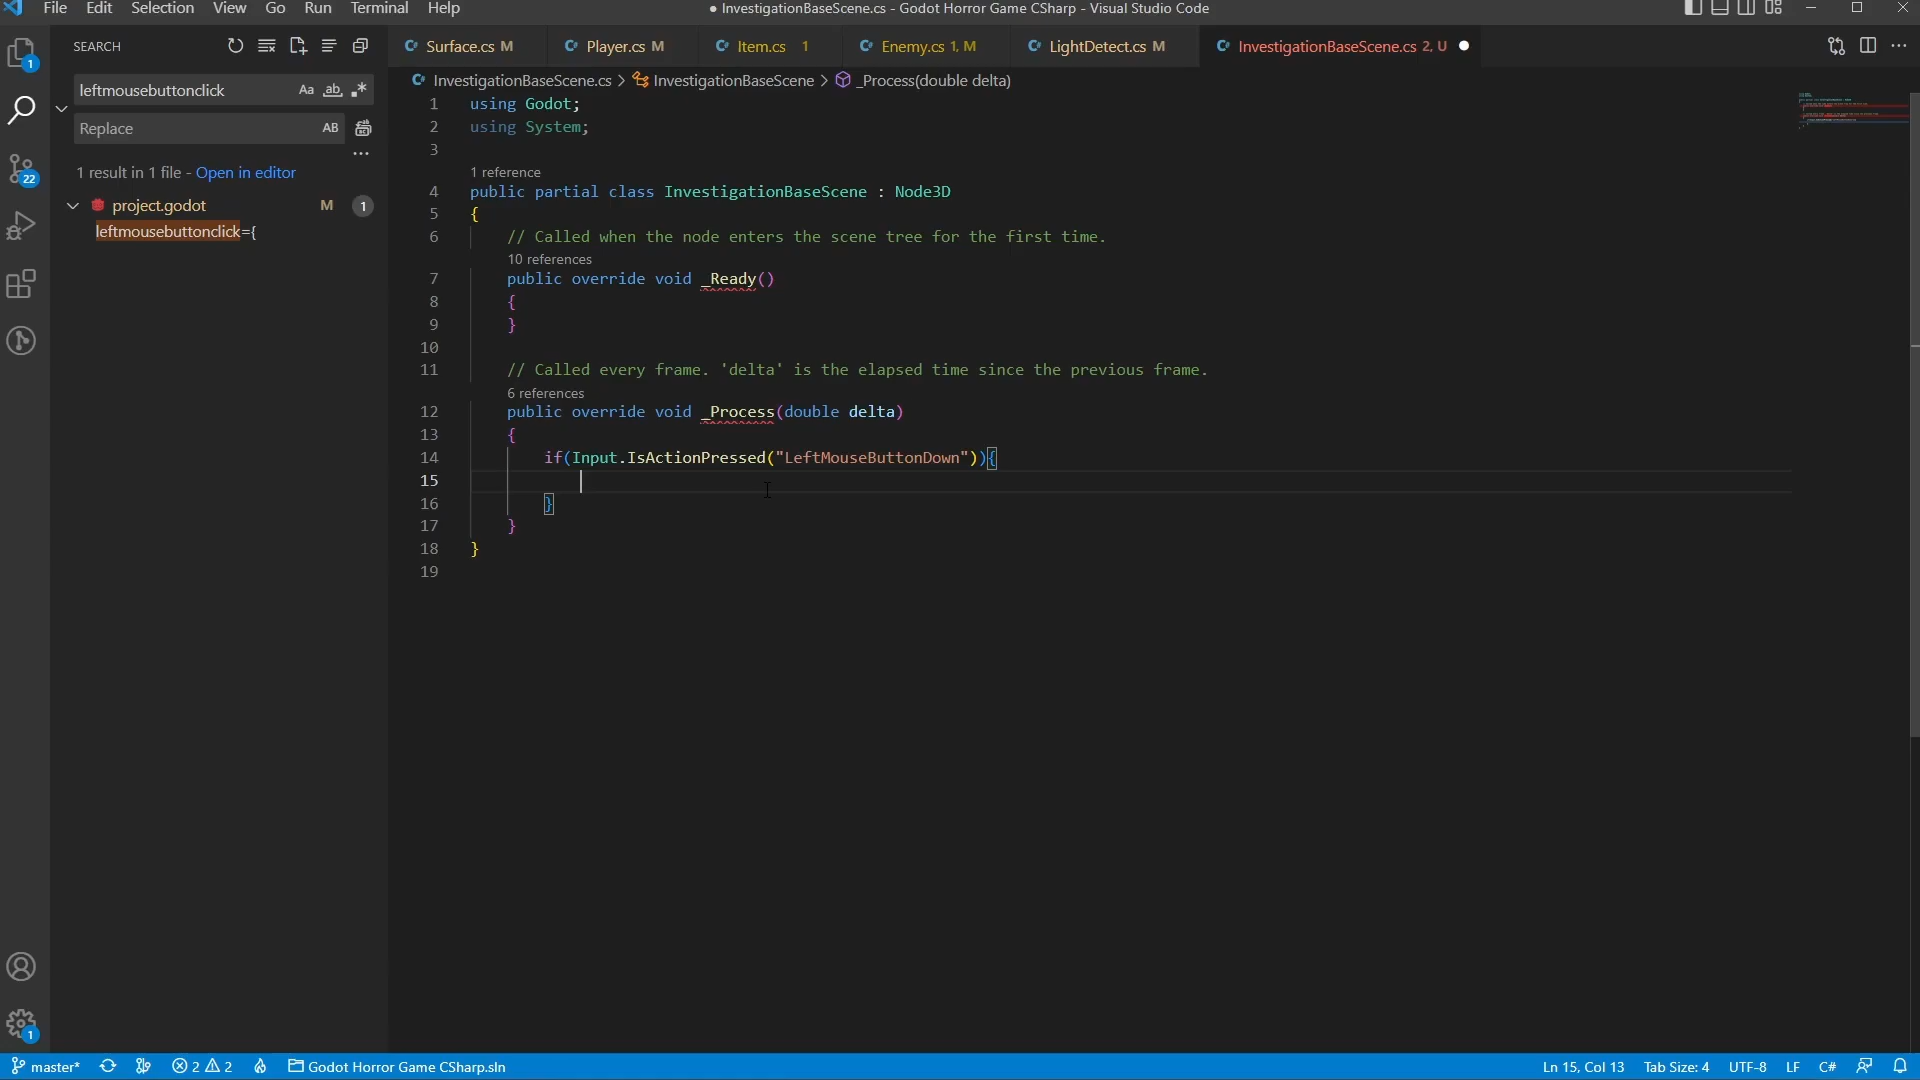 File Edit Selection View Go Run Terminal Help
● InvestigationBaseScene.cs - Godot Horror Game CSharp - Visual Studio Code
SEARCH
leftmousebuttonclick Aa ab .*
Replace AB
...
1 result in 1 file - Open in editor
project.godot M 1
leftmousebuttonclick={
1
22
1
Surface.cs M Player.cs M Item.cs 1 Enemy.cs 1, M LightDetect.cs M InvestigationBaseScene.cs 2, U
InvestigationBaseScene.cs > InvestigationBaseScene > _Process(double delta)
1 using Godot;
2 using System;
3
1 reference
4 public partial class InvestigationBaseScene : Node3D
5 {
6 // Called when the node enters the scene tree for the first time.
10 references
7 public override void _Ready()
8 {
9 }
10
11 // Called every frame. 'delta' is the elapsed time since the previous frame.
6 references
12 public override void _Process(double delta)
13 {
14 if(Input.IsActionPressed("LeftMouseButtonDown")){
15
16 }
17 }
18 }
19
master* 2 2 Godot Horror Game CSharp.sln Ln 15, Col 13 Tab Size: 4 UTF-8 LF C#